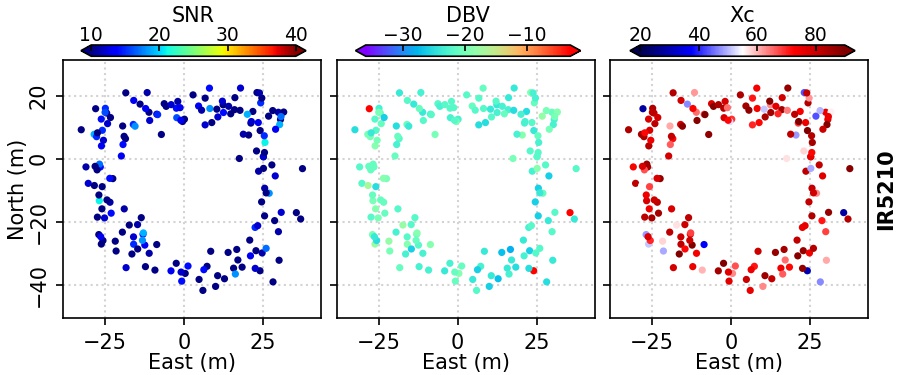 SNR DBV Xc
10 20 30 40 −30 −20 −10 20 40 60 80
20
0
−20
−40
North (m)
−25 0 25 −25 0 25 −25 0 25
East (m) East (m) East (m)
IR5210